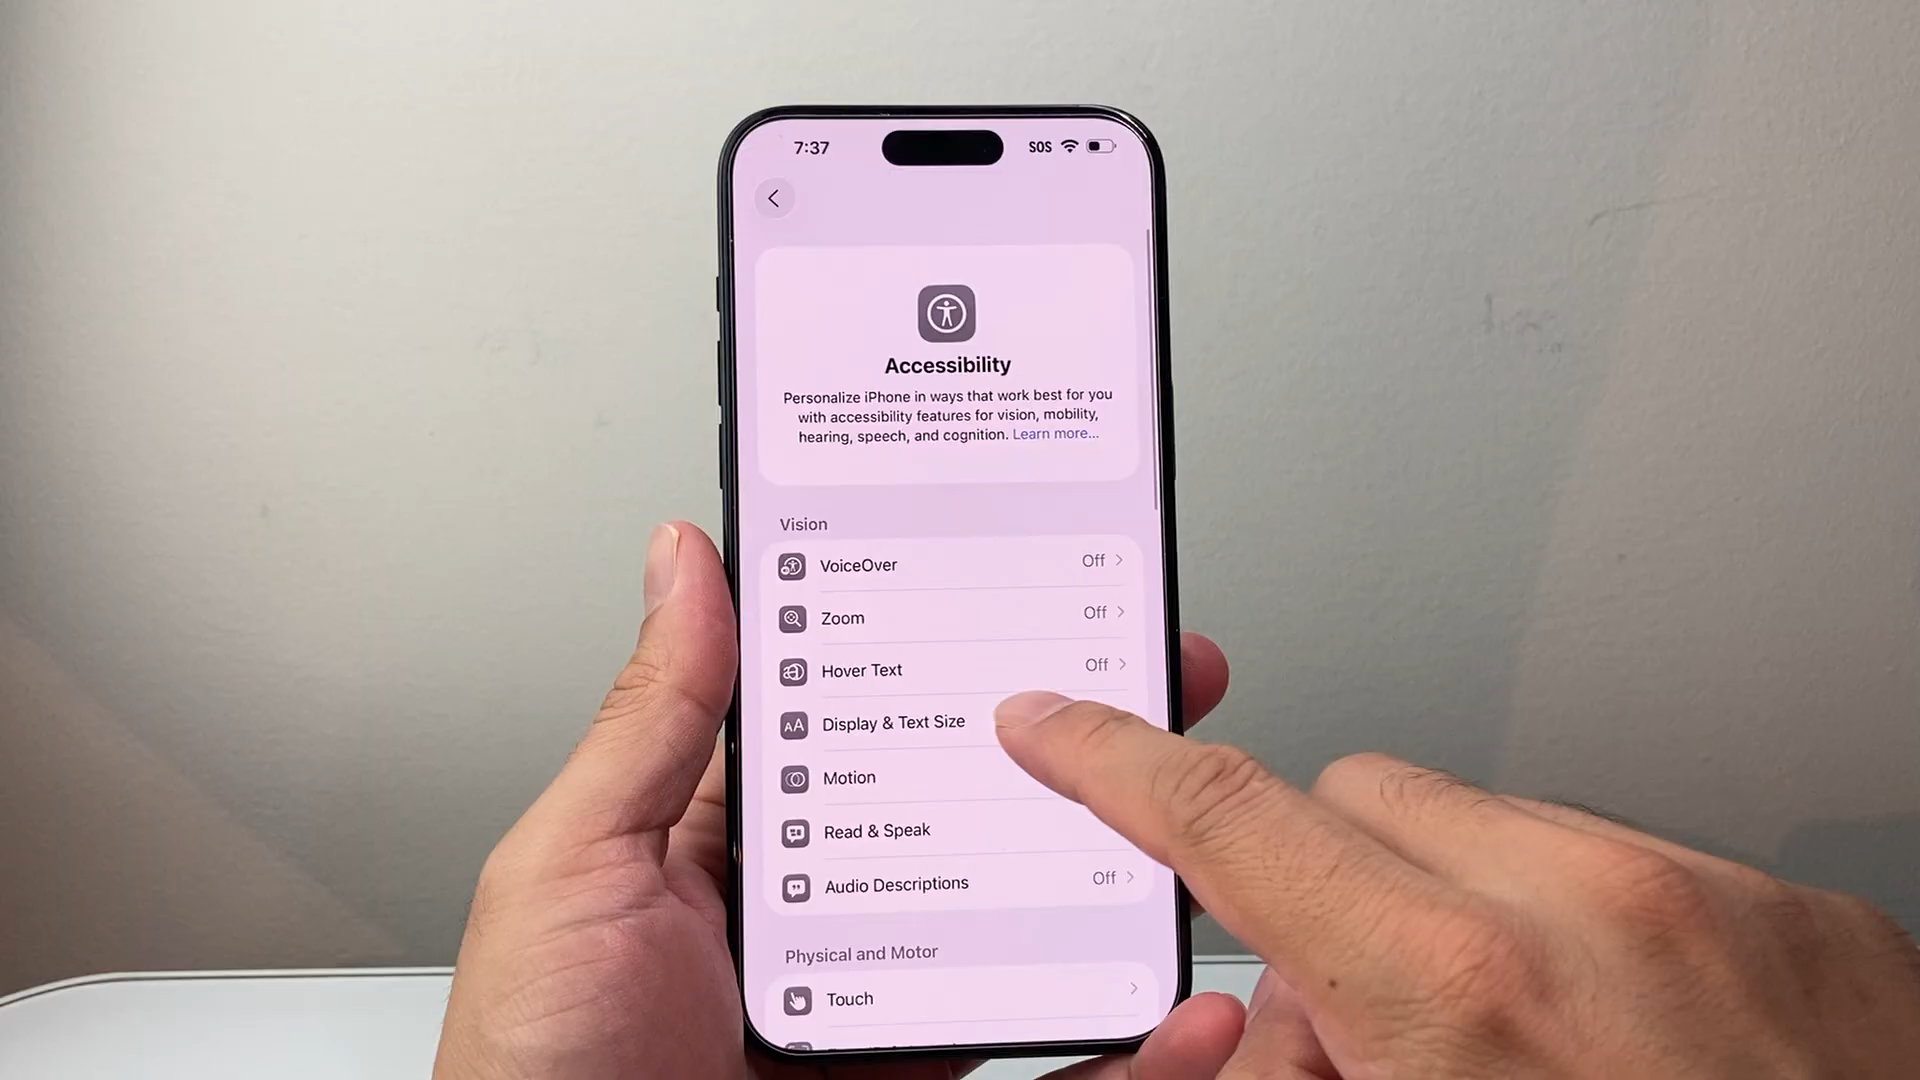 7:37
SOS
Accessibility
Personalize iPhone in ways that work best for you
with accessibility features for vision, mobility,
hearing, speech, and cognition. Learn more...
Vision
VoiceOver Off
Zoom Off
Hover Text Off
AA Display & Text Size
Motion
Read & Speak
Audio Descriptions Off
Physical and Motor
Touch